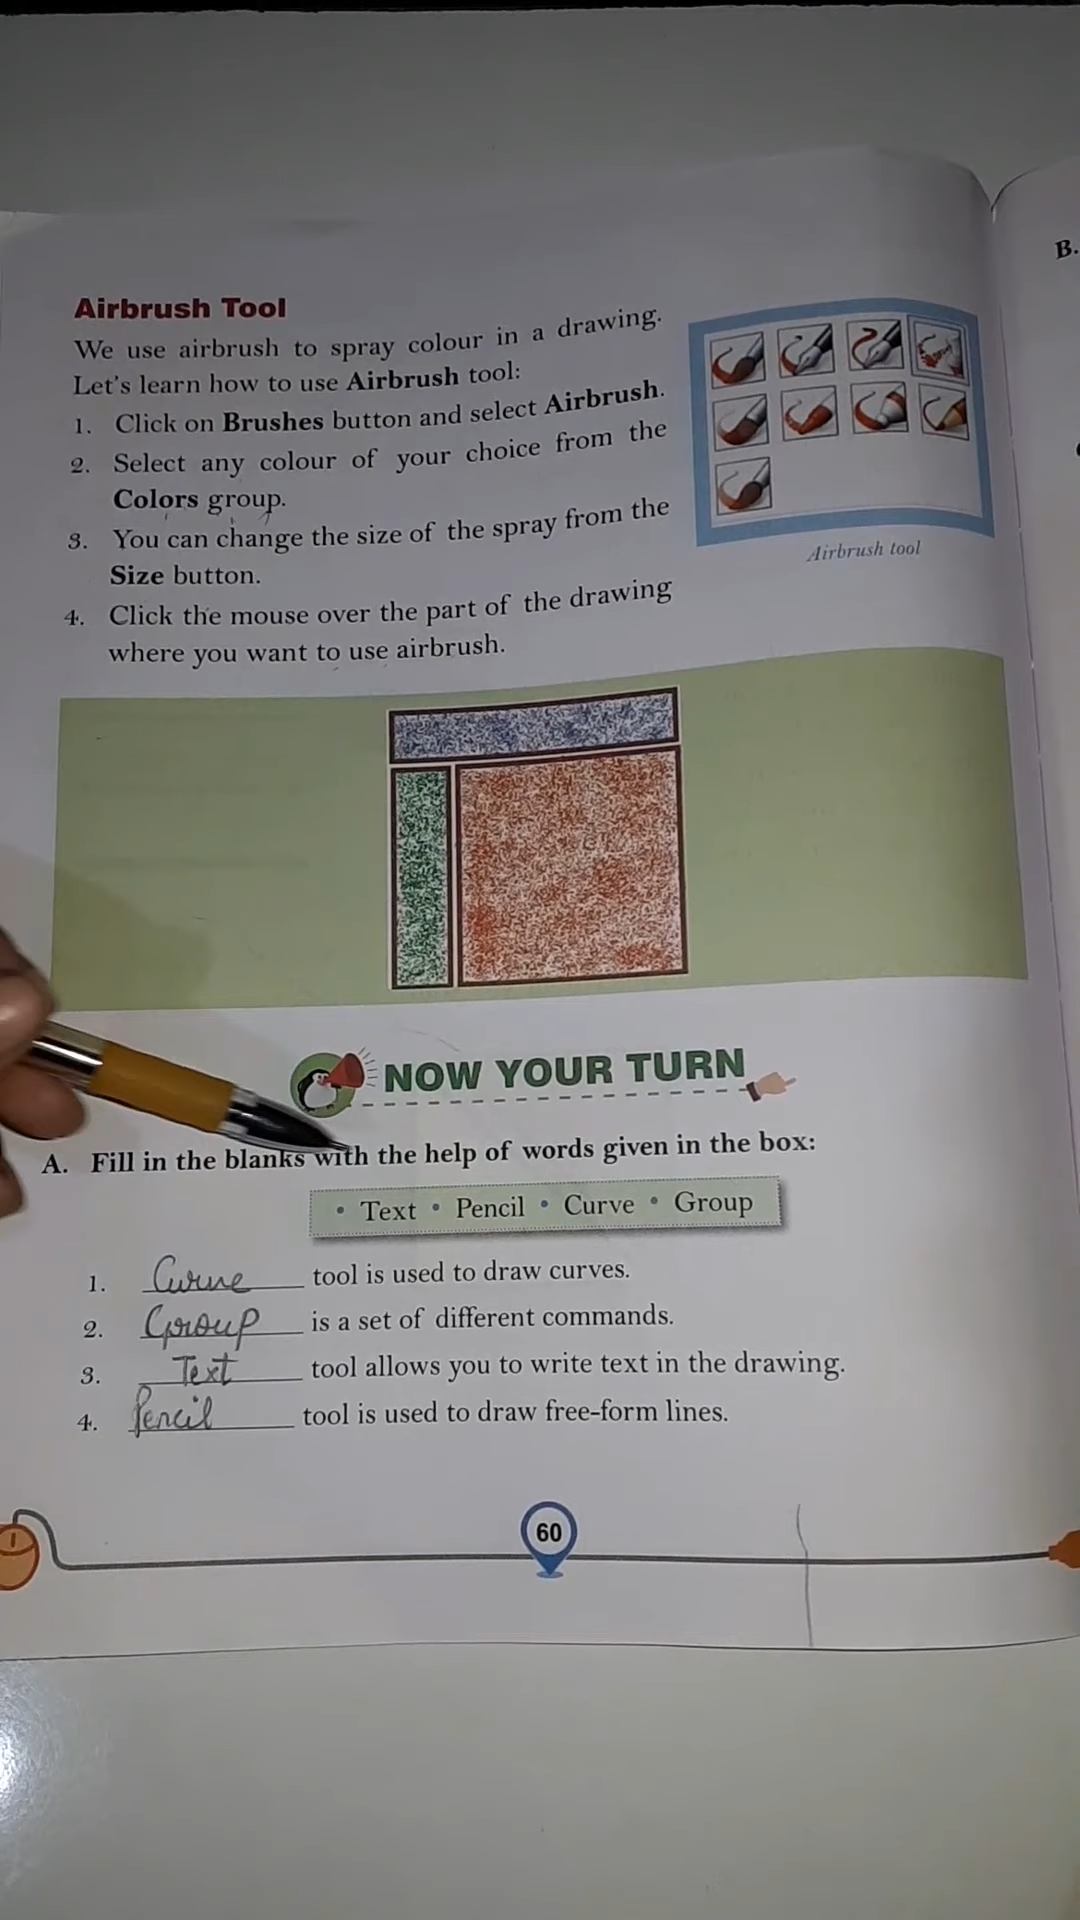 B.
Airbrush Tool
We use airbrush to spray colour in a drawing.
Let's learn how to use Airbrush tool:
1. Click on Brushes button and select Airbrush.
2. Select any colour of your choice from the
Colors group.
3. You can change the size of the spray from the
Size button.
4. Click the mouse over the part of the drawing
where you want to use airbrush.
Airbrush tool
NOW YOUR TURN
A. Fill in the blanks with the help of words given in the box:
• Text • Pencil • Curve • Group
1. Curve tool is used to draw curves.
2. Group is a set of different commands.
3. Text tool allows you to write text in the drawing.
4. Pencil tool is used to draw free-form lines.
60